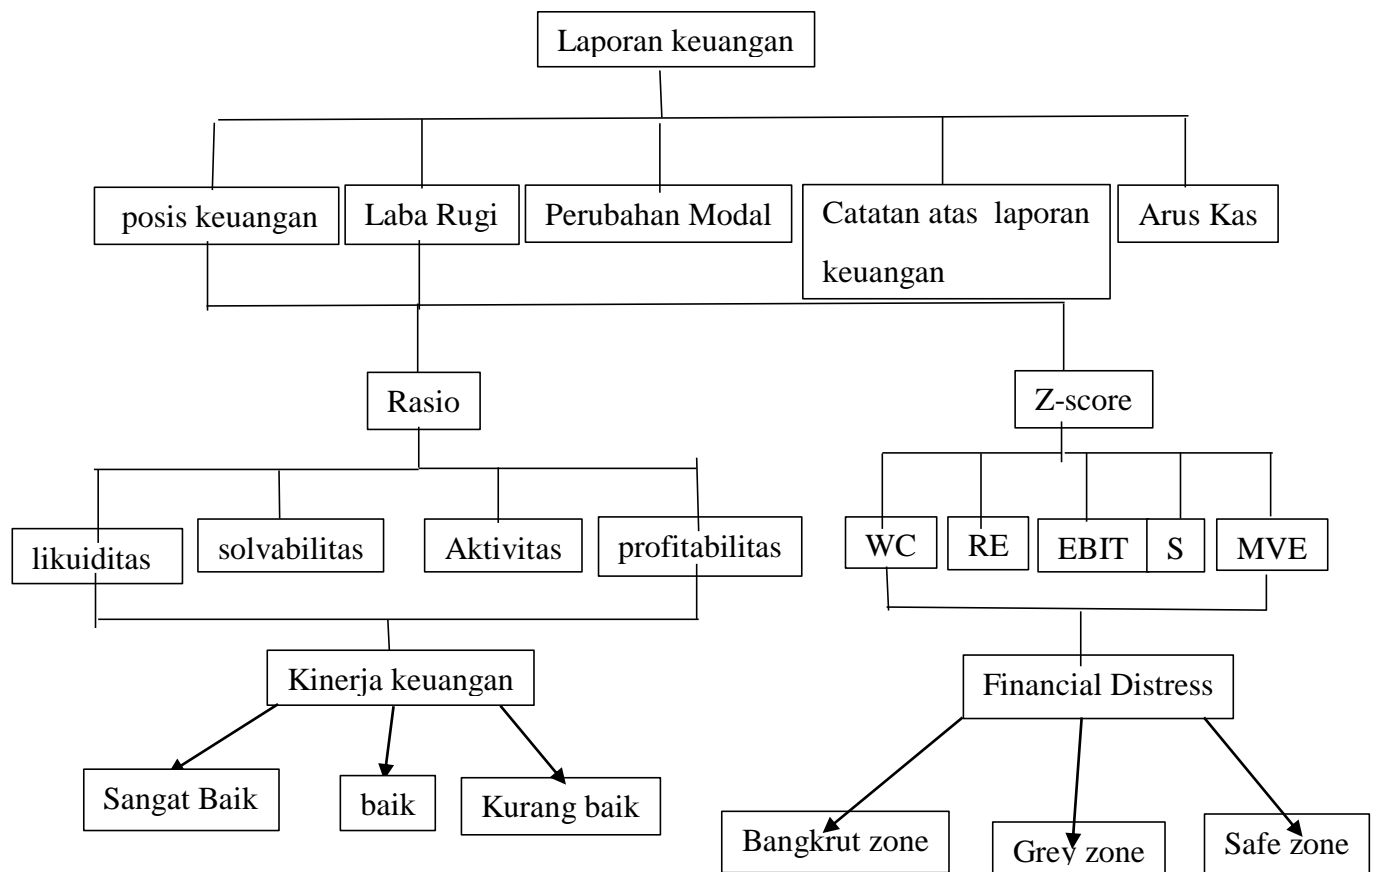 Laporan keuangan
posis keuangan
Laba Rugi
Perubahan Modal
Catatan atas laporan
keuangan
Arus Kas
Rasio
Z-score
likuiditas
solvabilitas
Aktivitas
profitabilitas
WC
RE
EBIT
S
MVE
Kinerja keuangan
Financial Distress
Sangat Baik
baik
Kurang baik
Bangkrut zone
Grey zone
Safe zone